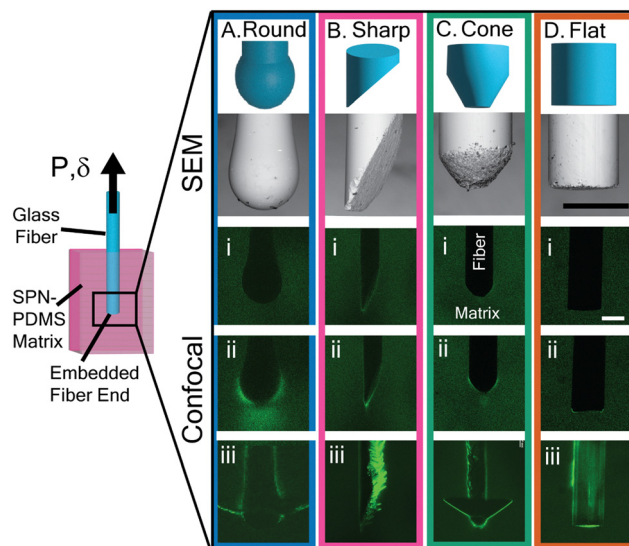 A. Round
B. Sharp
C. Cone
D. Flat
SEM
P,δ
Glass
Fiber
SPN-
PDMS
Matrix
Embedded
Fiber End
Confocal
i
i
i
Fiber
Matrix
i
ii
ii
ii
ii
iii
iii
iii
iii